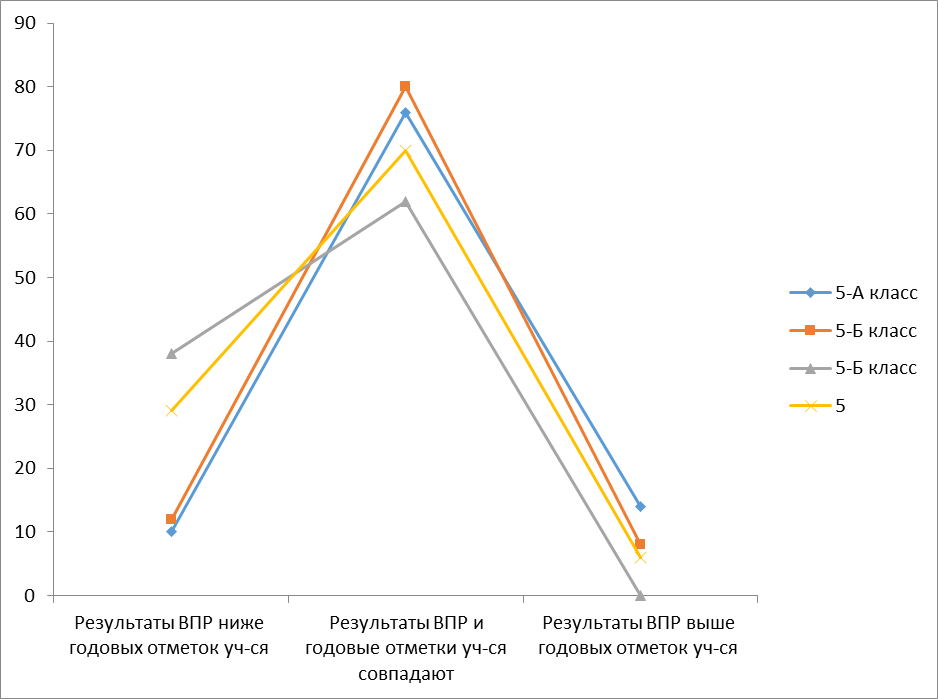 90
80
70
60
50
40
30
20
10
0
Результаты ВПР ниже
годовых отметок уч-ся
Результаты ВПР и
годовые отметки уч-ся
совпадают
Результаты ВПР выше
годовых отметок уч-ся
5-А класс
5-Б класс
5-Б класс
5